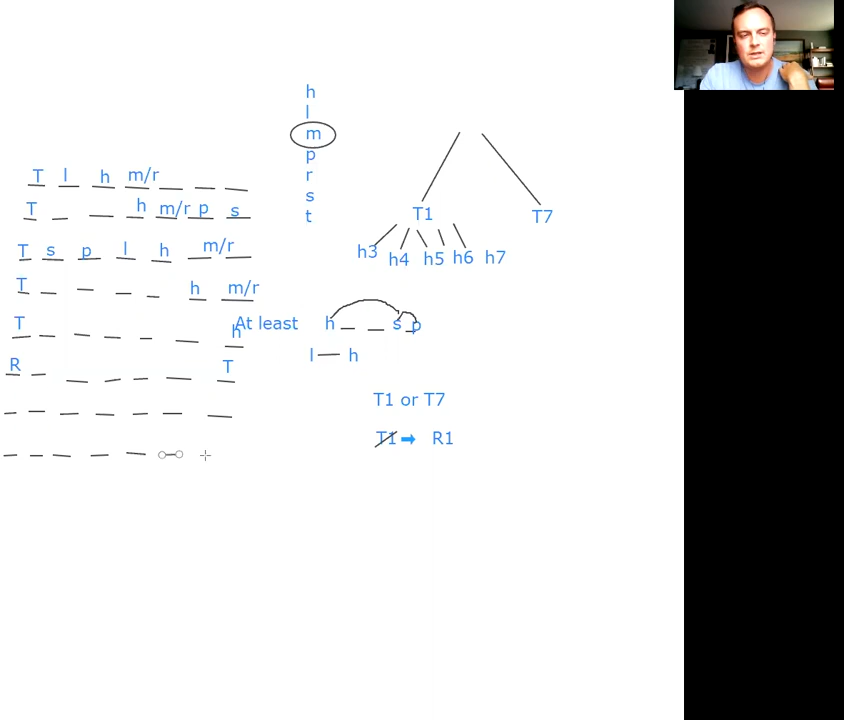 h
l
m
p
r
s
t
T l h m/r
T h m/r p s
T s p l h m/r
T h m/r
T h
R T
T1 T7
h3 h4 h5 h6 h7
At least h s p
l h
T1 or T7
T1 ➡ R1